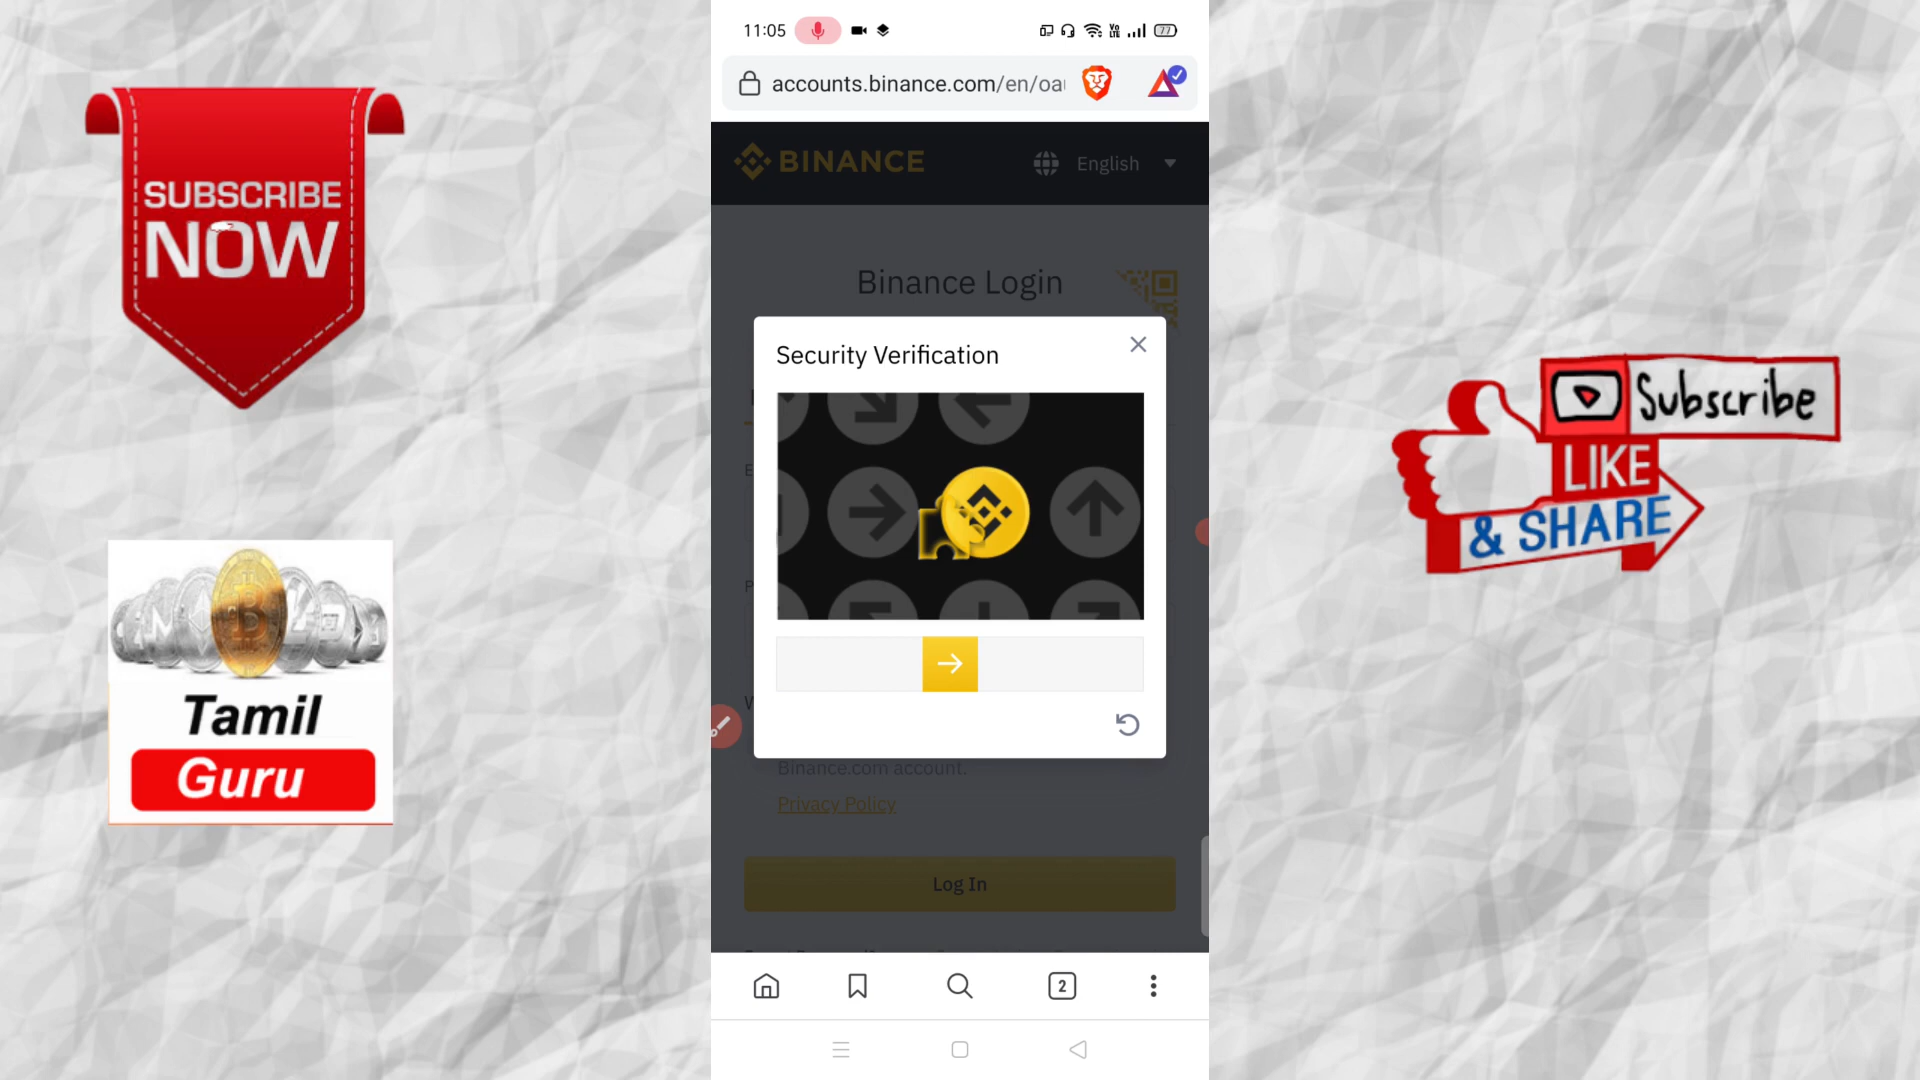 SUBSCRIBE
NOW
Tamil
Guru
11:05
77
accounts.binance.com/en/oa
BINANCE
English
Binance Login
Security Verification
Binance.com account.
Privacy Policy
Log In
2
Subscribe
LIKE
& SHARE